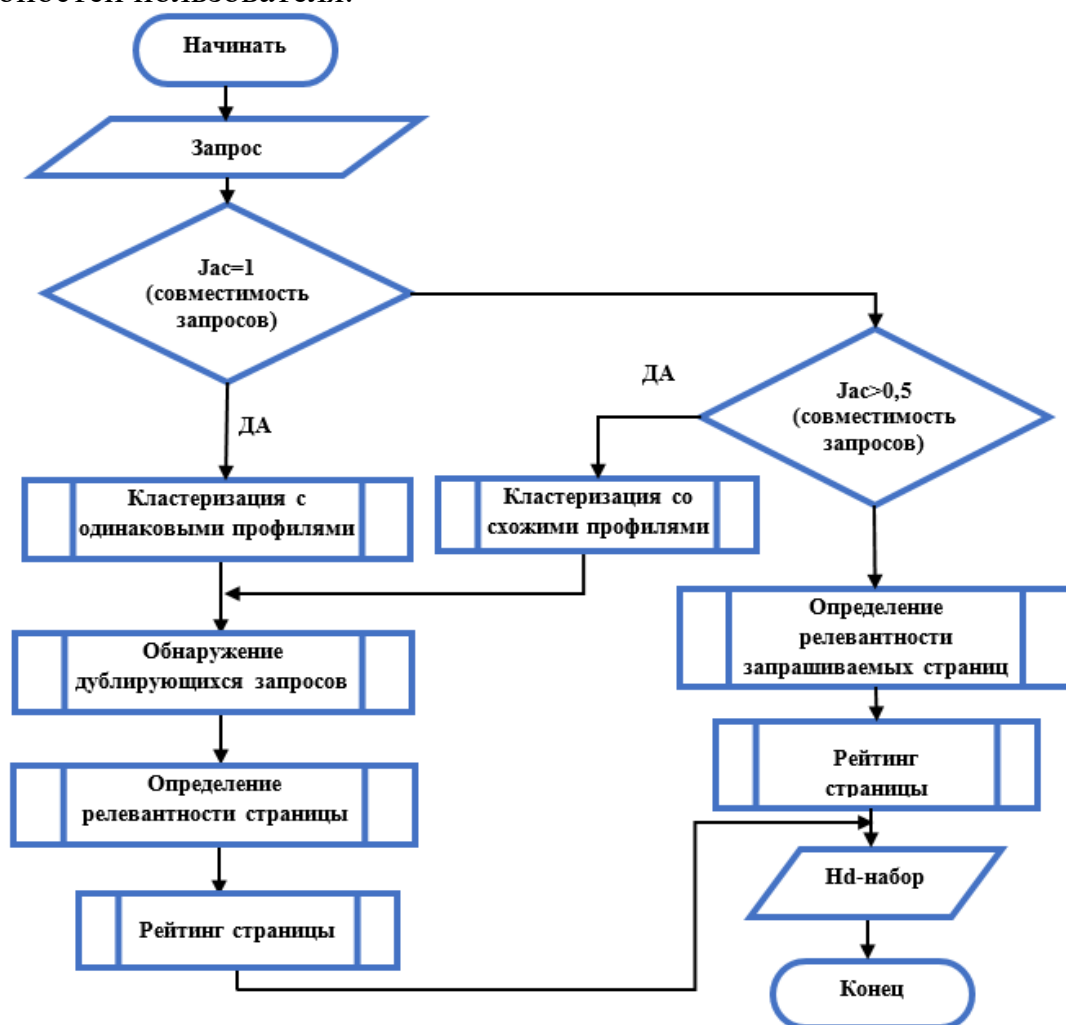 Начинать
Запрос
Jac=1
(совместимость
запросов)
ДА
Jac>0,5
(совместимость
запросов)
ДА
Кластеризация с
одинаковыми профилями
Кластеризация со
схожими профилями
Обнаружение
дублирующихся запросов
Определение
релевантности
запрашиваемых страниц
Определение
релевантности страницы
Рейтинг
страницы
Рейтинг страницы
Hd-набор
Конец